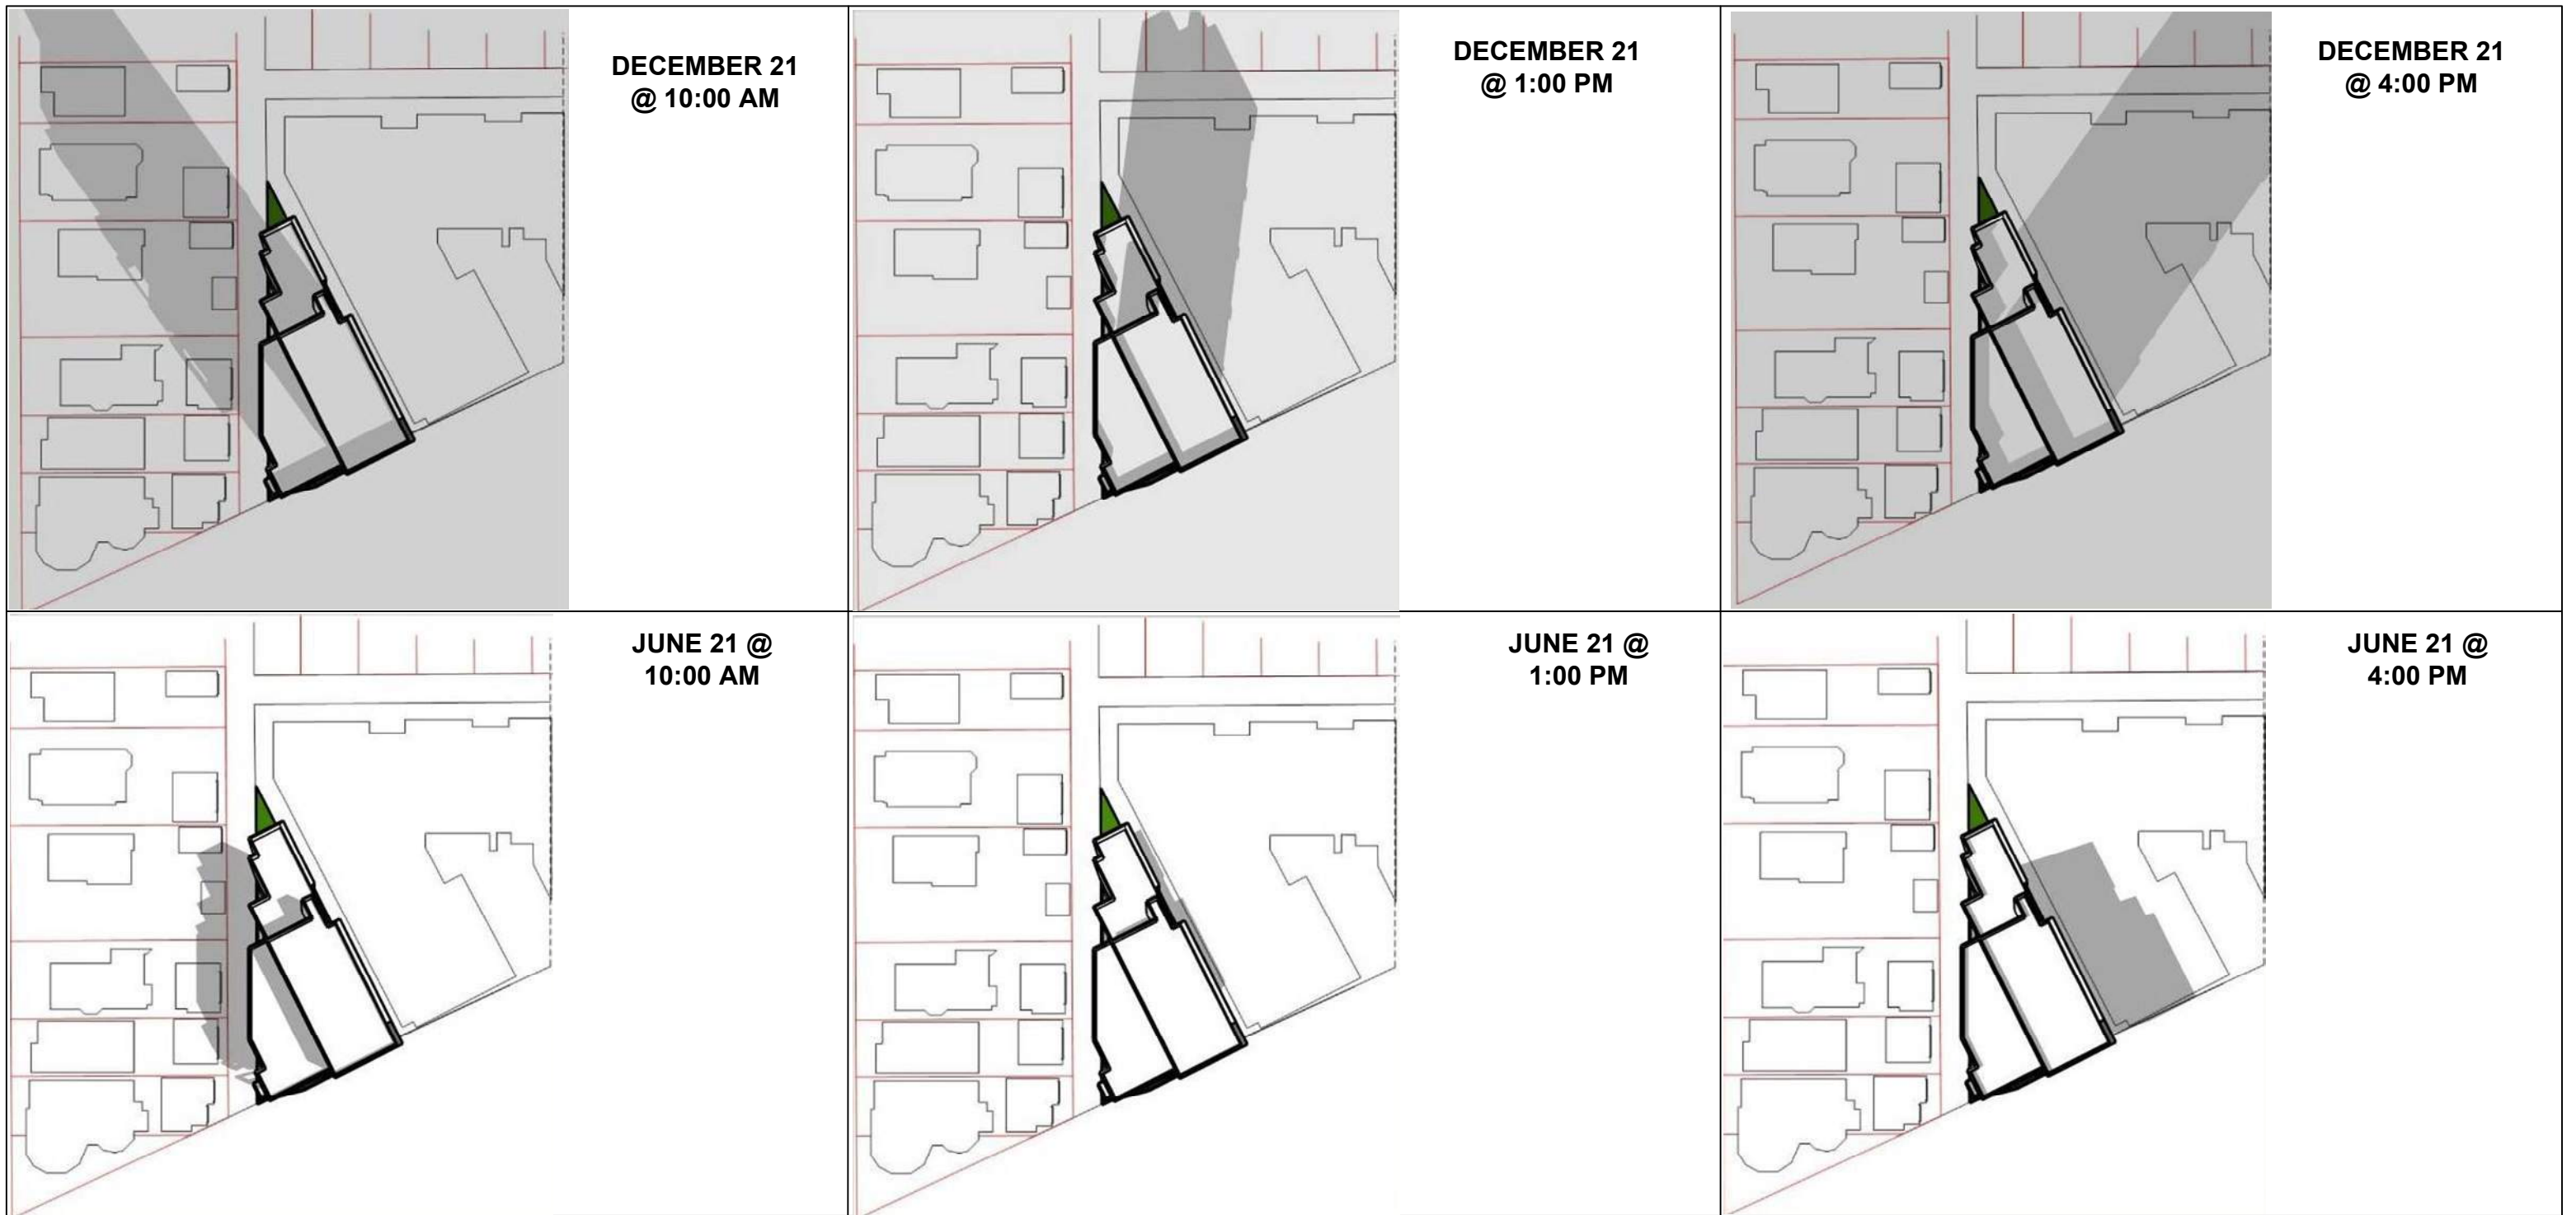 DECEMBER 21
@ 10:00 AM
DECEMBER 21
@ 1:00 PM
DECEMBER 21
@ 4:00 PM
JUNE 21 @
10:00 AM
JUNE 21 @
1:00 PM
JUNE 21 @
4:00 PM